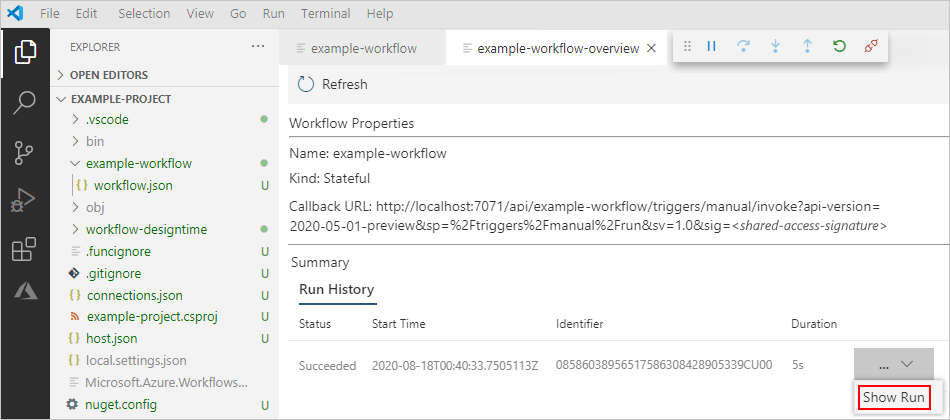 File Edit View Go Run Terminal Help
EXPLORER ...
OPEN EDITORS
EXAMPLE-PROJECT
.vscode
bin
example-workflow
{} workflow.json U
obj
workflow-designtime
.funcignore U
.gitignore U
{} connections.json U
example-project.csproj U
{} host.json U
{} local.settings.json
Microsoft.Azure.Workflows...
nuget.config U
example-workflow
example-workflow-overview
Refresh
Workflow Properties
Name: example-workflow
Kind: Stateful
Callback URL: http://localhost:7071/api/example-workflow/triggers/manual/invoke?api-version=
2020-05-01-preview&sp=%2Ftriggers%2Fmanual%2Frun&sv=1.0&sig=<shared-access-signature>
Summary
Run History
Status Start Time Identifier Duration
Succeeded 2020-08-18T00:40:33.7505113Z 08586038956517586308428905339CU00 5s ...
Show Run